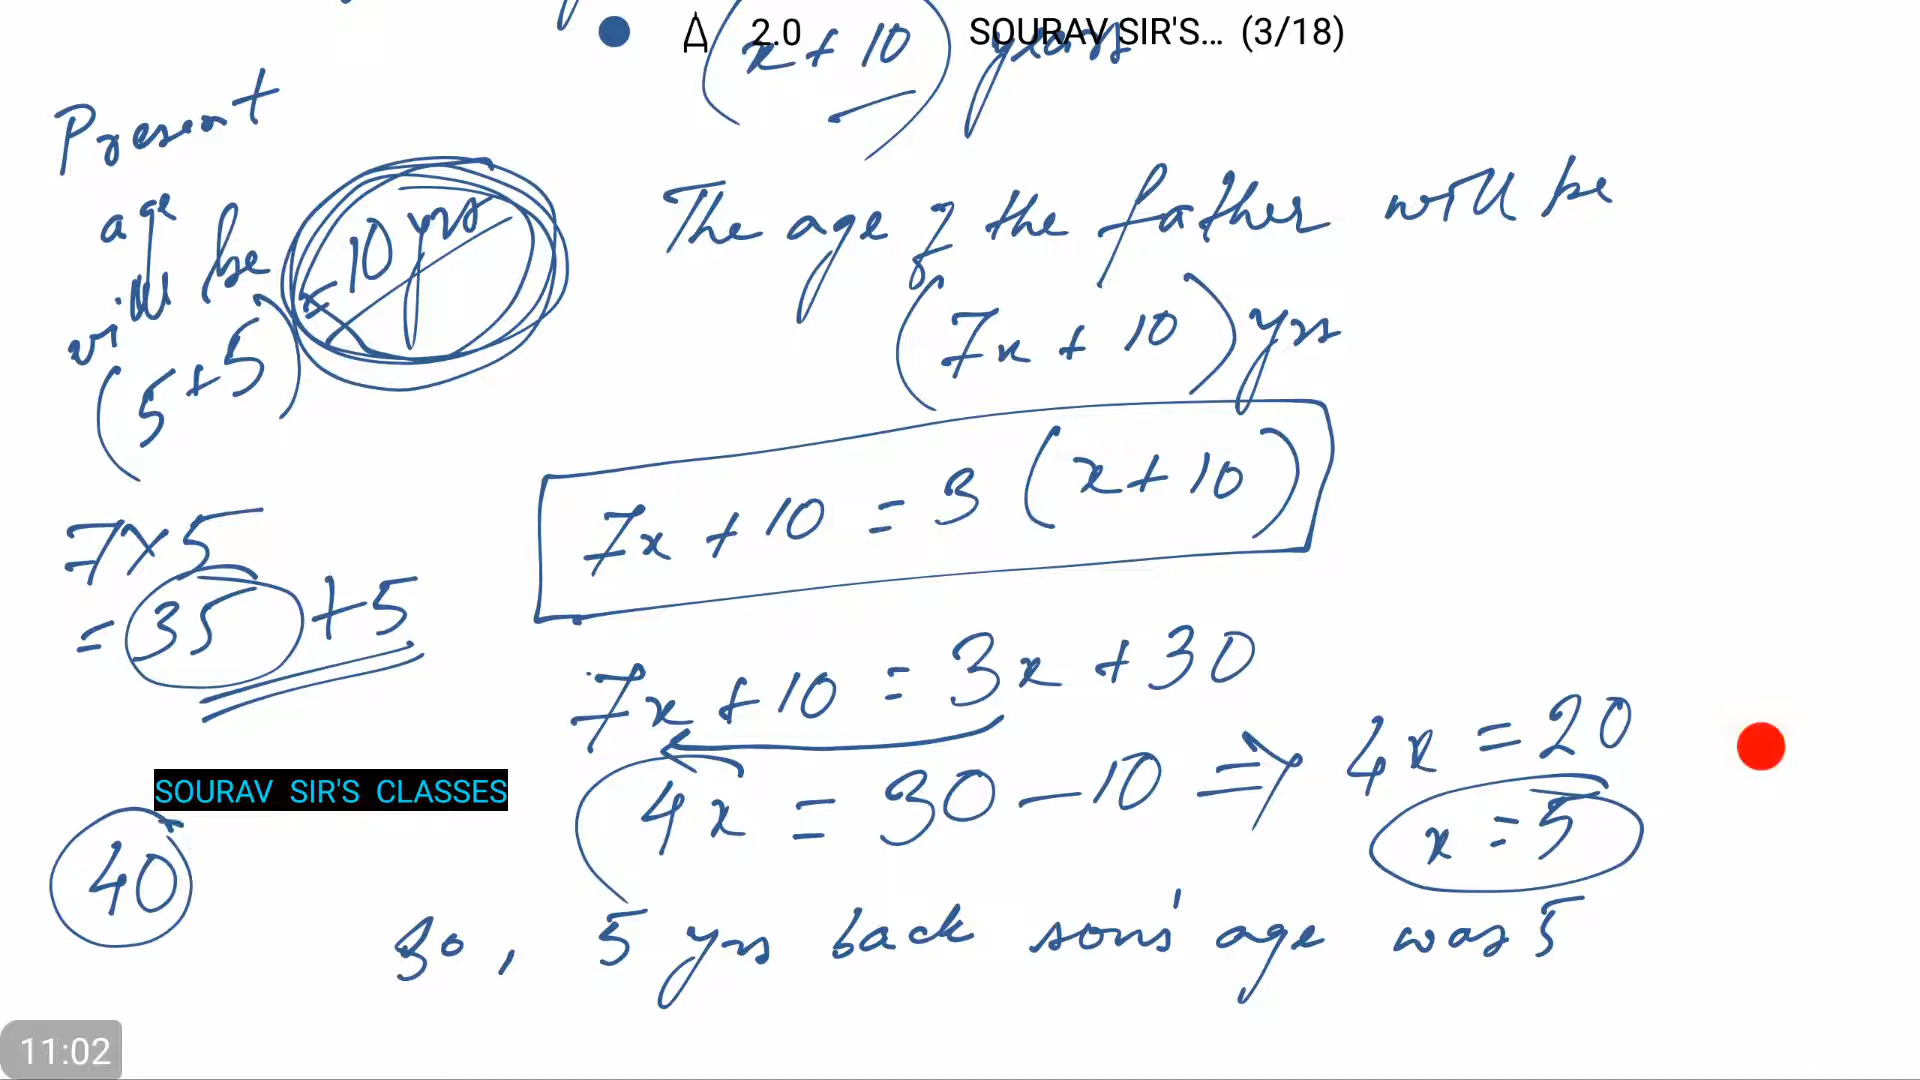 A 2.0 SOURAV SIR'S... (3/18)
(x + 10) years
Present
age
will be 10 yrs
(5+5)
7×5
= 35 + 5
40
The age of the father will be
(7x + 10) yrs
7x + 10 = 3 (x + 10)
7x + 10 = 3x + 30
4x = 30 - 10 ⇒ 4x = 20
x = 5
So, 5 yrs back son's age was 5
SOURAV SIR'S CLASSES
11:02